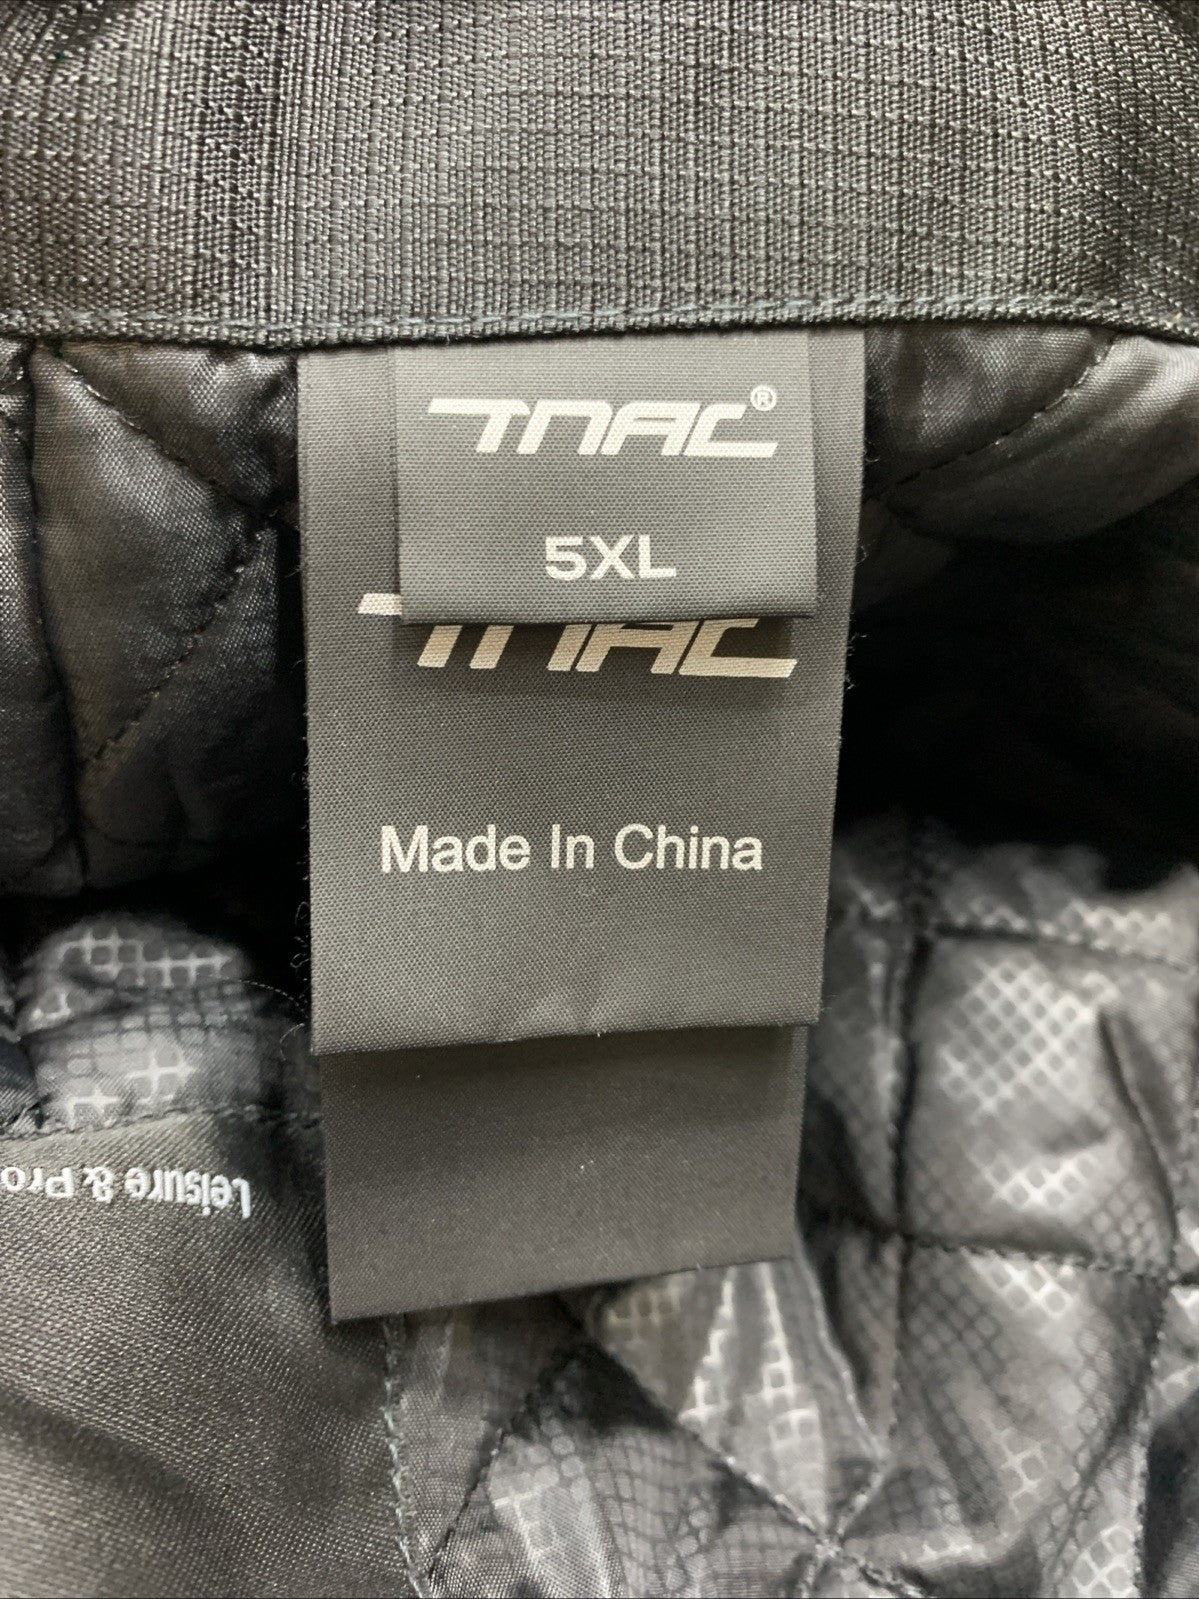 TNAC®
5XL
TNAC
Made In China
Leisure & Pro